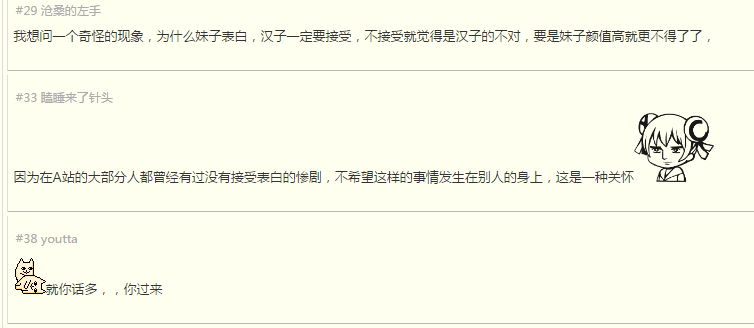 #29 沧桑的左手
我想问一个奇怪的现象，为什么妹子表白，汉子一定要接受，不接受就觉得是汉子的不对，要是妹子颜值高就更不得了了，
#33 瞌睡来了针头
因为在A站的大部分人都曾经有过没有接受表白的惨剧，不希望这样的事情发生在别人的身上，这是一种关怀
#38 youtta
就你话多，，你过来